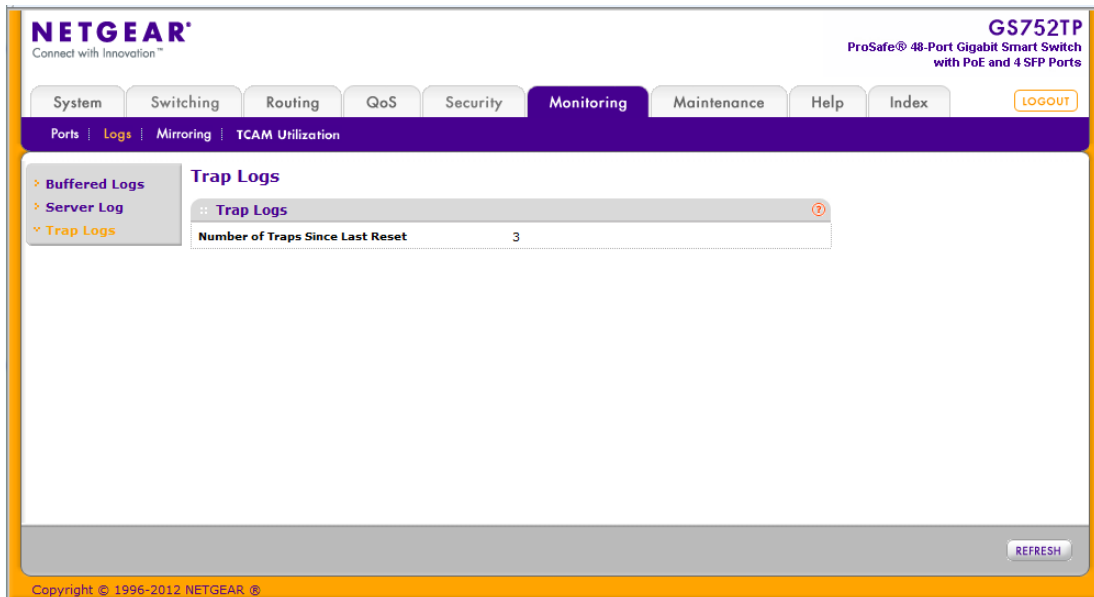 NETGEAR®
Connect with Innovation™
GS752TP
ProSafe® 48-Port Gigabit Smart Switch
with PoE and 4 SFP Ports
System Switching Routing QoS Security Monitoring Maintenance Help Index LOGOUT
Ports Logs Mirroring TCAM Utilization
Buffered Logs
Server Log
Trap Logs
Trap Logs
Trap Logs ?
Number of Traps Since Last Reset 3
REFRESH
Copyright © 1996-2012 NETGEAR ®